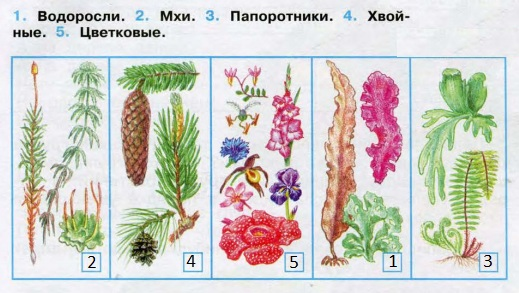 1. Водоросли. 2. Мхи. 3. Папоротники. 4. Хвой-
ные. 5. Цветковые.
2 4 5 1 3